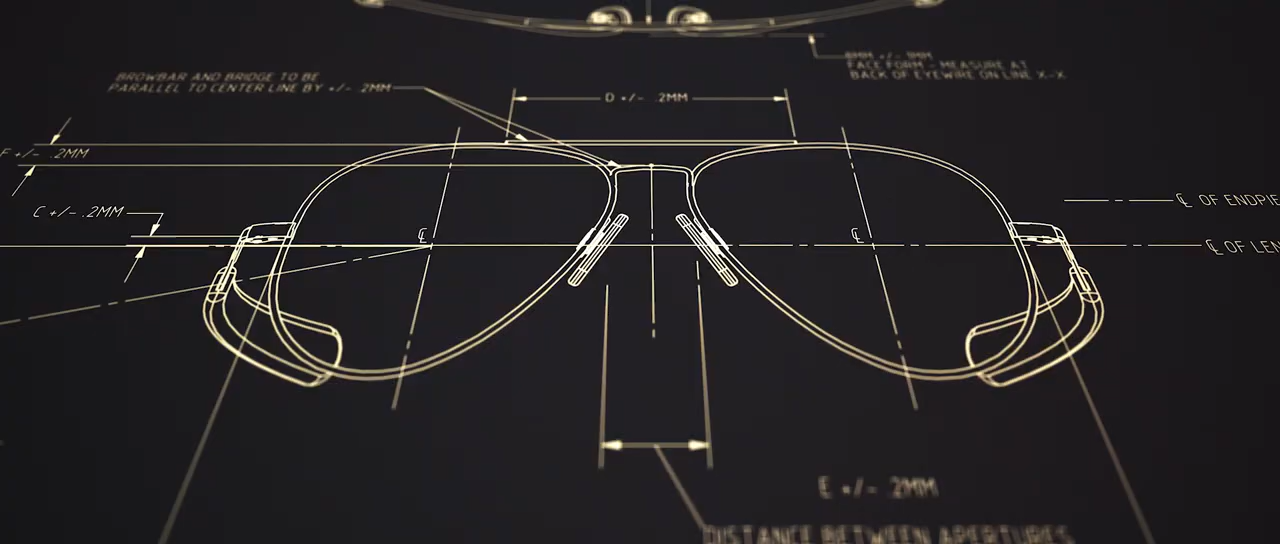 8MM +/- 1MM
FACE FORM - MEASURE AT
BACK OF EYEWIRE ON LINE X-X
BROWBAR AND BRIDGE TO BE
PARALLEL TO CENTER LINE BY +/- .2MM
D +/- .2MM
F +/- .2MM
C +/- .2MM
℄ OF ENDPIE
℄
℄
℄ OF LEN
E +/- .2MM
DISTANCE BETWEEN APERTURES